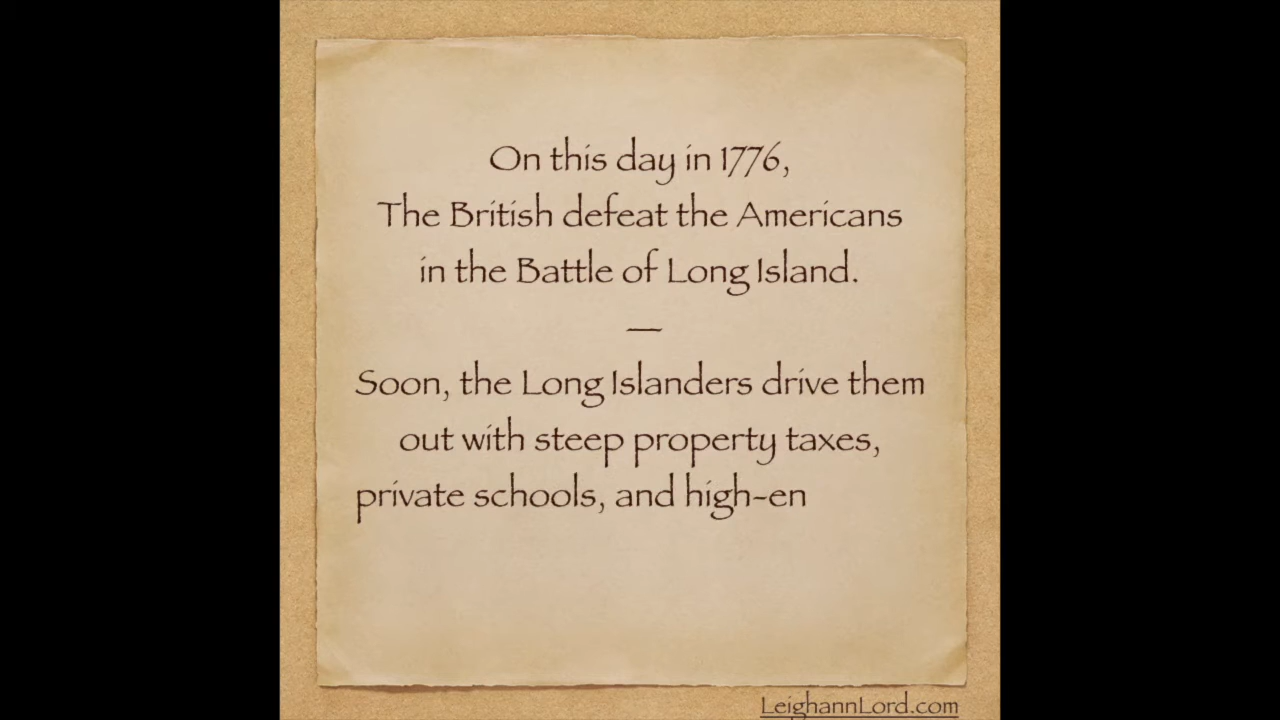 On this day in 1776,
The British defeat the Americans
in the Battle of Long Island.
—
Soon, the Long Islanders drive them
out with steep property taxes,
private schools, and high-en
LeighannLord.com